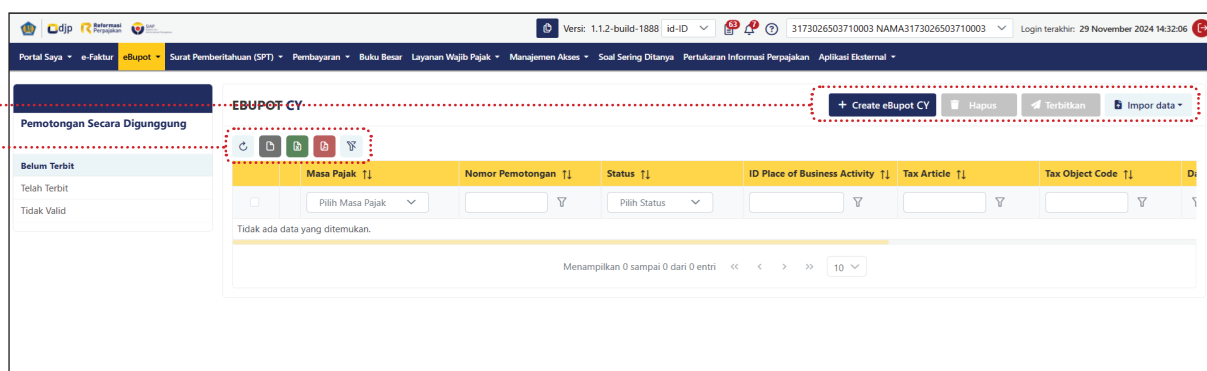 djp Reformasi Perpajakan Versi: 1.1.2-build-1888 id-ID 63 2 3173026503710003 NAMA3173026503710003 Login terakhir: 29 November 2024 14:32:06
Portal Saya e-Faktur eBupot Surat Pemberitahuan (SPT) Pembayaran Buku Besar Layanan Wajib Pajak Manajemen Akses Soal Sering Ditanya Pertukaran Informasi Perpajakan Aplikasi Eksternal
EBUPOT CY + Create eBupot CY Hapus Terbitkan Impor data
Pemotongan Secara Digunggung
Belum Terbit
Telah Terbit
Tidak Valid
Masa Pajak Nomor Pemotongan Status ID Place of Business Activity Tax Article Tax Object Code
Pilih Masa Pajak Pilih Status
Tidak ada data yang ditemukan.
Menampilkan 0 sampai 0 dari 0 entri << < > >> 10